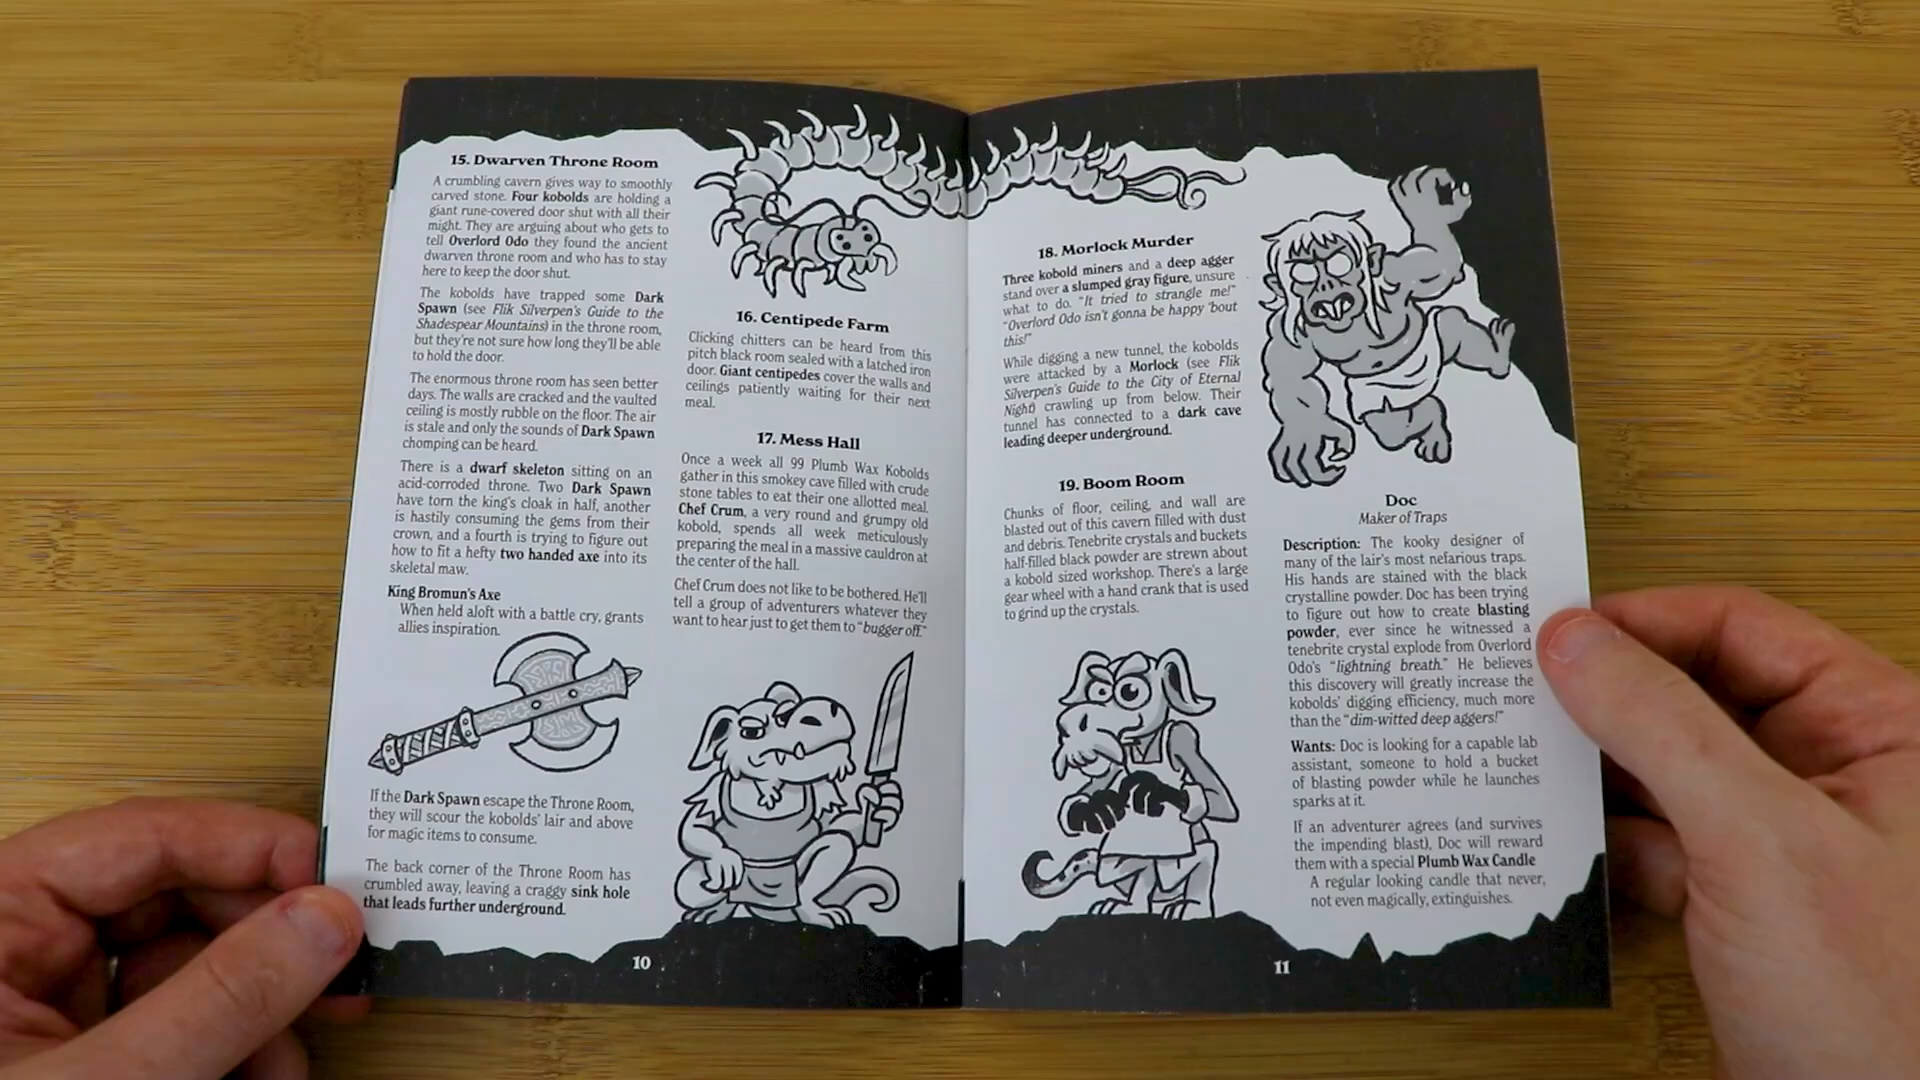 15. Dwarven Throne Room
A crumbling cavern gives way to smoothly
carved stone. Four kobolds are holding a
giant rune-covered door shut with all their
might. They are arguing about who gets to
tell Overlord Odo they found the ancient
dwarven throne room and who has to stay
here to keep the door shut.
The kobolds have trapped some Dark
Spawn (see Flik Silverpen's Guide to the
Shadespear Mountains) in the throne room,
but they're not sure how long they'll be able
to hold the door.
The enormous throne room has seen better
days. The walls are cracked and the vaulted
ceiling is mostly rubble on the floor. The air
is stale and only the sounds of Dark Spawn
chomping can be heard.
There is a dwarf skeleton sitting on an
acid-corroded throne. Two Dark Spawn
have torn the king's cloak in half, another
is hastily consuming the gems from their
crown, and a fourth is trying to figure out
how to fit a hefty two handed axe into its
skeletal maw.
King Bromun's Axe
When held aloft with a battle cry, grants
allies inspiration.
If the Dark Spawn escape the Throne Room,
they will scour the kobolds' lair and above
for magic items to consume.
The back corner of the Throne Room has
crumbled away, leaving a craggy sink hole
that leads further underground.
16. Centipede Farm
Clicking chitters can be heard from this
pitch black room sealed with a latched iron
door. Giant centipedes cover the walls and
ceilings patiently waiting for their next
meal.
17. Mess Hall
Once a week all 99 Plumb Wax Kobolds
gather in this smokey cave filled with crude
stone tables to eat their one allotted meal.
Chef Crum, a very round and grumpy old
kobold, spends all week meticulously
preparing the meal in a massive cauldron at
the center of the hall.
Chef Crum does not like to be bothered. He'll
tell a group of adventurers whatever they
want to hear just to get them to "bugger off."
10
18. Morlock Murder
Three kobold miners and a deep agger
stand over a slumped gray figure, unsure
what to do. "It tried to strangle me!"
"Overlord Odo isn't gonna be happy 'bout
this!"
While digging a new tunnel, the kobolds
were attacked by a Morlock (see Flik
Silverpen's Guide to the City of Eternal
Night) crawling up from below. Their
tunnel has connected to a dark cave
leading deeper underground.
19. Boom Room
Chunks of floor, ceiling, and wall are
blasted out of this cavern filled with dust
and debris. Tenebrite crystals and buckets
half-filled black powder are strewn about
a kobold sized workshop. There's a large
gear wheel with a hand crank that is used
to grind up the crystals.
Doc
Maker of Traps
Description: The kooky designer of
many of the lair's most nefarious traps.
His hands are stained with the black
crystalline powder. Doc has been trying
to figure out how to create blasting
powder, ever since he witnessed a
tenebrite crystal explode from Overlord
Odo's "lightning breath." He believes
this discovery will greatly increase the
kobolds' digging efficiency, much more
than the "dim-witted deep aggers!"
Wants: Doc is looking for a capable lab
assistant, someone to hold a bucket
of blasting powder while he launches
sparks at it.
If an adventurer agrees (and survives
the impending blast), Doc will reward
them with a special Plumb Wax Candle
A regular looking candle that never,
not even magically, extinguishes.
11